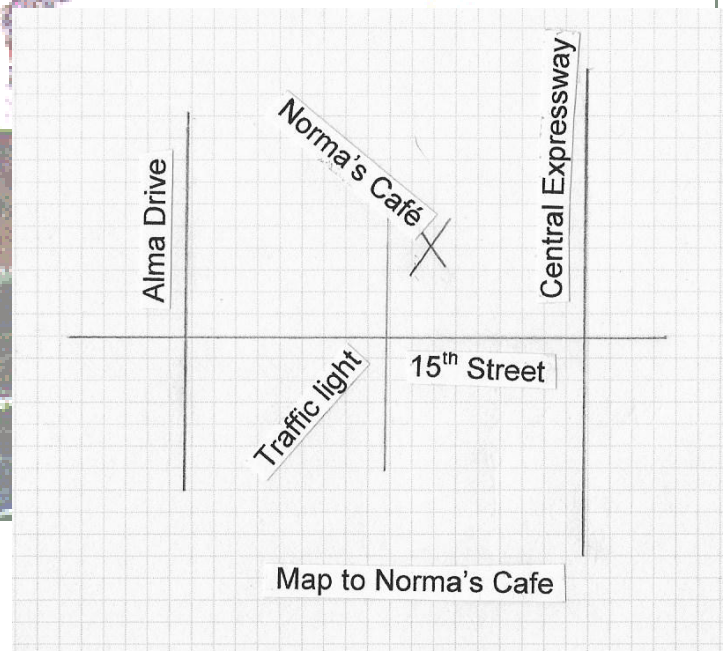 Norma's Café
Central Expressway
Alma Drive
15th Street
Traffic light
Map to Norma's Cafe